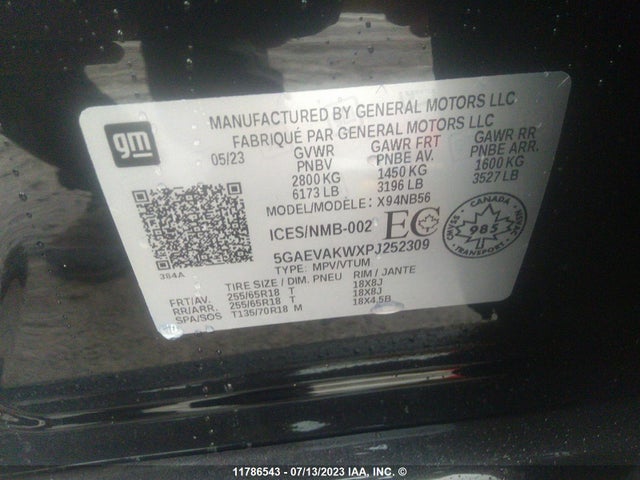 MANUFACTURED BY GENERAL MOTORS LLC
FABRIQUÉ PAR GENERAL MOTORS LLC
gm
05/23
GVWR GAWR FRT GAWR RR
PNBV PNBE AV. PNBE ARR.
2800 KG 1450 KG 1600 KG
6173 LB 3196 LB 3527 LB
MODEL/MODÈLE: X94NB56
ICES/NMB-002 EC
CANADA
985
TRANSPORT
5GAEVAKWXPJ252309
384A
TYPE: MPV/VTUM
TIRE SIZE / DIM. PNEU RIM / JANTE
FRT/AV. 255/65R18 T 18X8J
RR/ARR. 255/65R18 T 18X8J
SPA/SOS T135/70R18 M 18X4.5B
11786543 - 07/13/2023 IAA, INC. ©